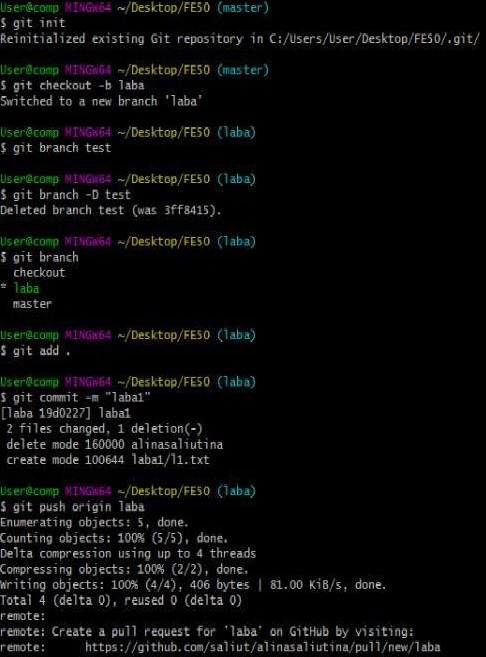 User@comp MINGW64 ~/Desktop/FE50 (master)
$ git init
Reinitialized existing Git repository in C:/Users/User/Desktop/FE50/.git/
User@comp MINGW64 ~/Desktop/FE50 (master)
$ git checkout -b laba
Switched to a new branch 'laba'
User@comp MINGW64 ~/Desktop/FE50 (laba)
$ git branch test
User@comp MINGW64 ~/Desktop/FE50 (laba)
$ git branch -D test
Deleted branch test (was 3ff8415).
User@comp MINGW64 ~/Desktop/FE50 (laba)
$ git branch
  checkout
* laba
  master
User@comp MINGW64 ~/Desktop/FE50 (laba)
$ git add .
User@comp MINGW64 ~/Desktop/FE50 (laba)
$ git commit -m "laba1"
[laba 19d0227] laba1
 2 files changed, 1 deletion(-)
 delete mode 160000 alinasaliutina
 create mode 100644 laba1/l1.txt
User@comp MINGW64 ~/Desktop/FE50 (laba)
$ git push origin laba
Enumerating objects: 5, done.
Counting objects: 100% (5/5), done.
Delta compression using up to 4 threads
Compressing objects: 100% (2/2), done.
Writing objects: 100% (4/4), 406 bytes | 81.00 KiB/s, done.
Total 4 (delta 0), reused 0 (delta 0)
remote:
remote: Create a pull request for 'laba' on GitHub by visiting:
remote:      https://github.com/saliut/alinasaliutina/pull/new/laba